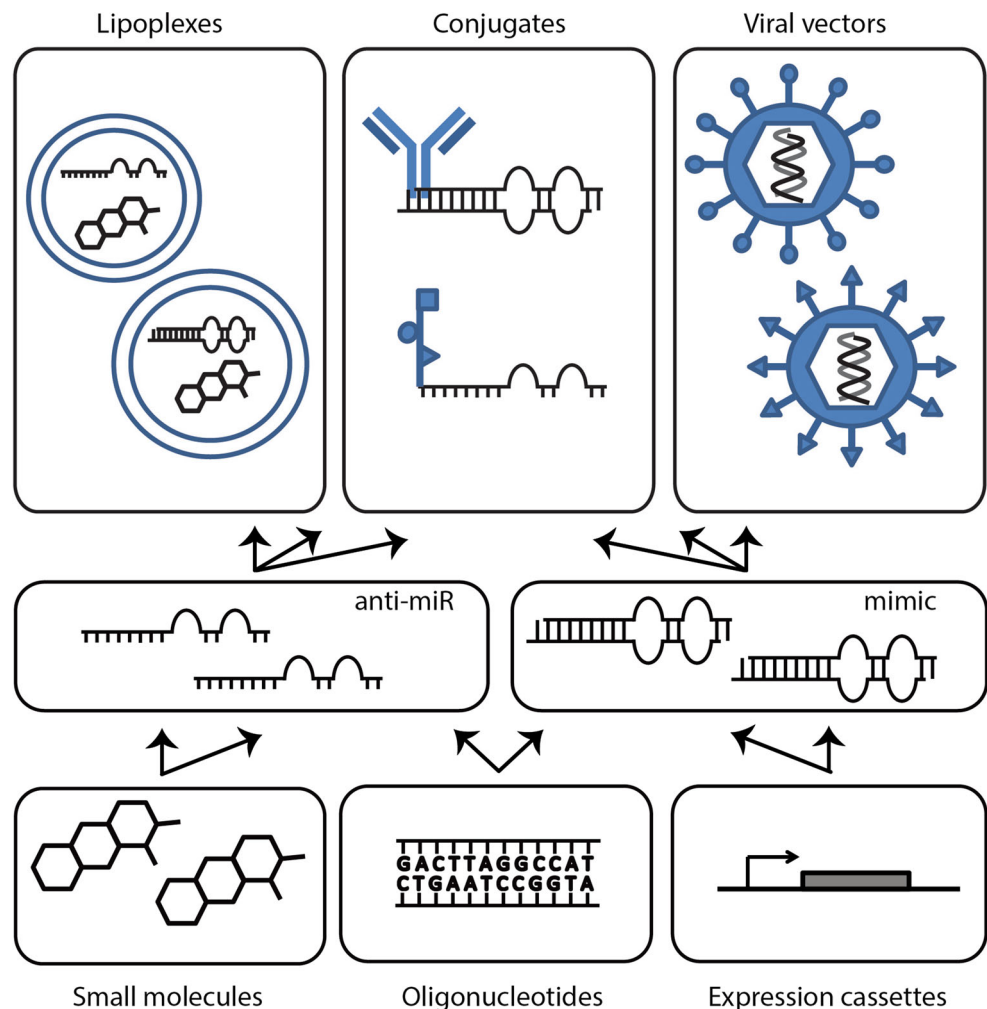 Lipoplexes
Conjugates
Viral vectors
anti-miR
mimic
GACTTAGGCCAT
CTGAATCCGGTA
Small molecules
Oligonucleotides
Expression cassettes